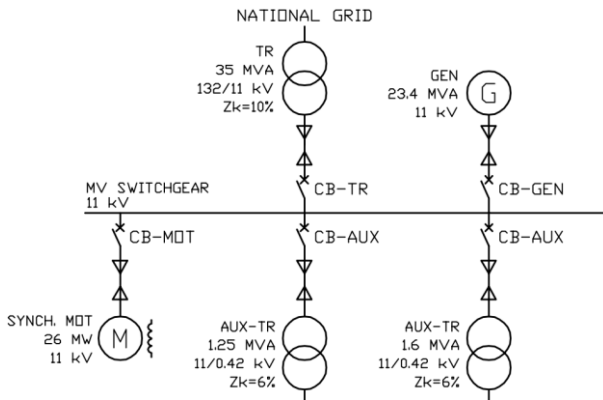 NATIONAL GRID
TR
35 MVA
132/11 kV
Zk=10%
GEN
23.4 MVA
11 kV
G
MV SWITCHGEAR
11 kV
CB-TR
CB-GEN
CB-MOT
CB-AUX
CB-AUX
SYNCH. MOT
26 MW
11 kV
M
AUX-TR
1.25 MVA
11/0.42 kV
Zk=6%
AUX-TR
1.6 MVA
11/0.42 kV
Zk=6%